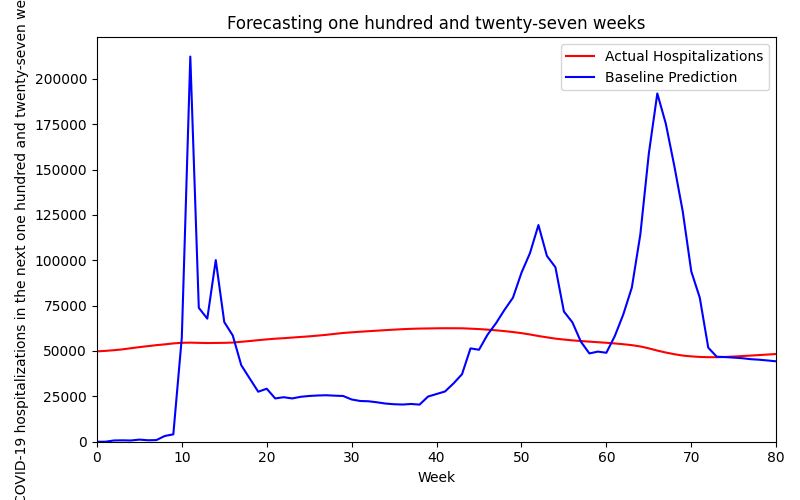 Forecasting one hundred and twenty-seven weeks
COVID-19 hospitalizations in the next one hundred and twenty-seven
200000
175000
150000
125000
100000
75000
50000
25000
0
Actual Hospitalizations
Baseline Prediction
0 10 20 30 40 50 60 70 80
Week